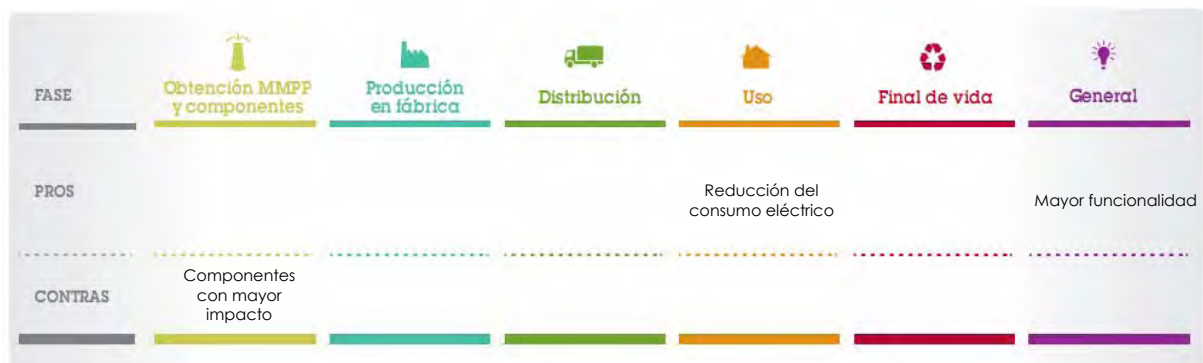 FASE
Obtención MMPP
y componentes
Producción
en fábrica
Distribución
Uso
Final de vida
General
PROS
Reducción del
consumo eléctrico
Mayor funcionalidad
CONTRAS
Componentes
con mayor
impacto